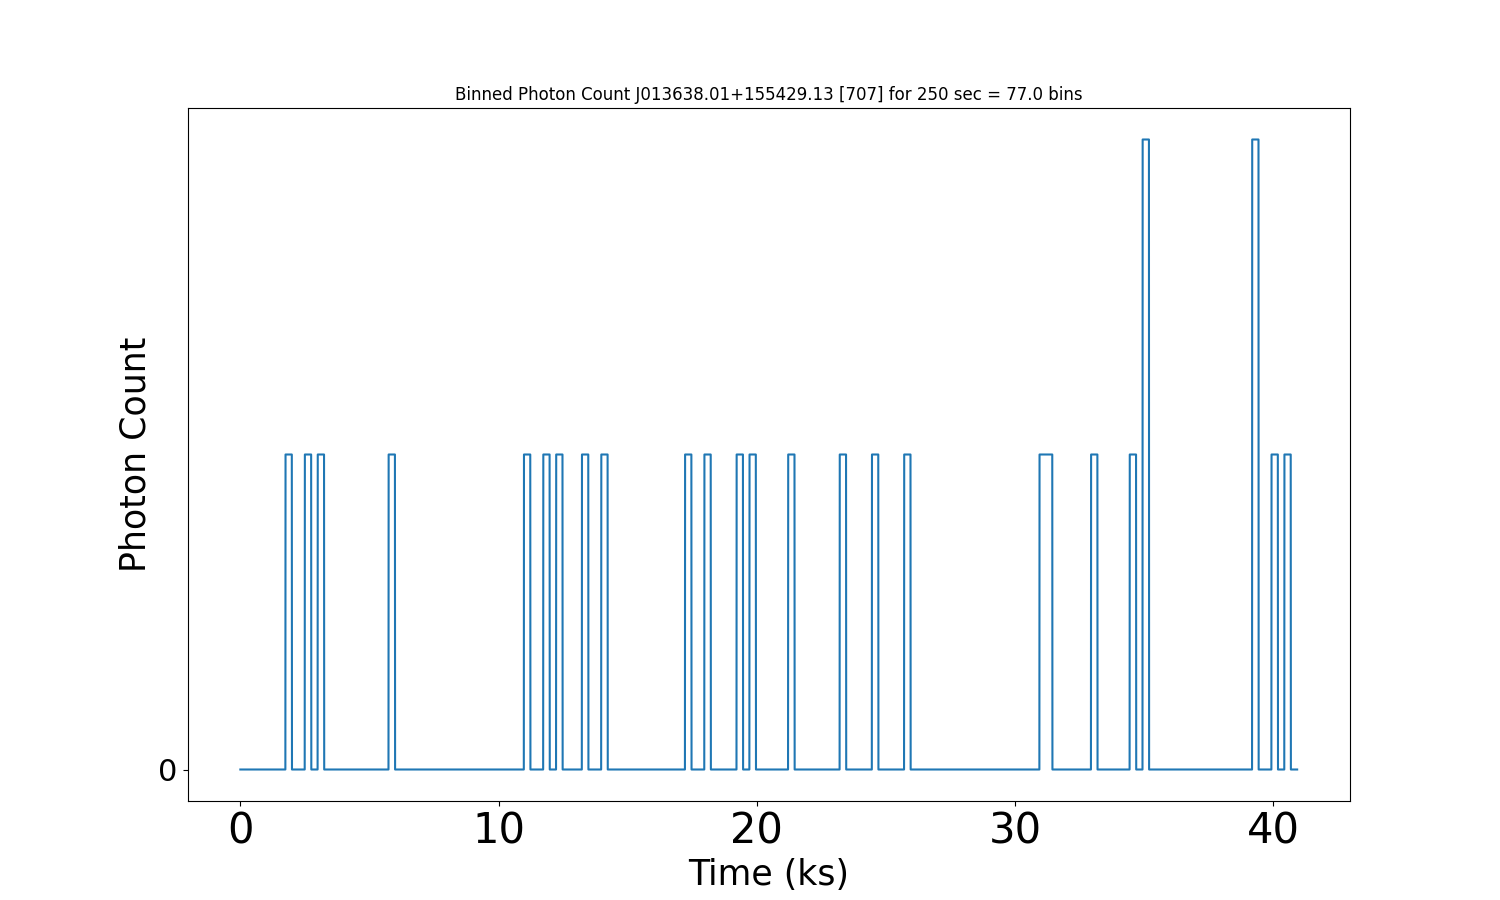 Binned Photon Count J013638.01+155429.13 [707] for 250 sec = 77.0 bins
Photon Count
0
0 10 20 30 40
Time (ks)